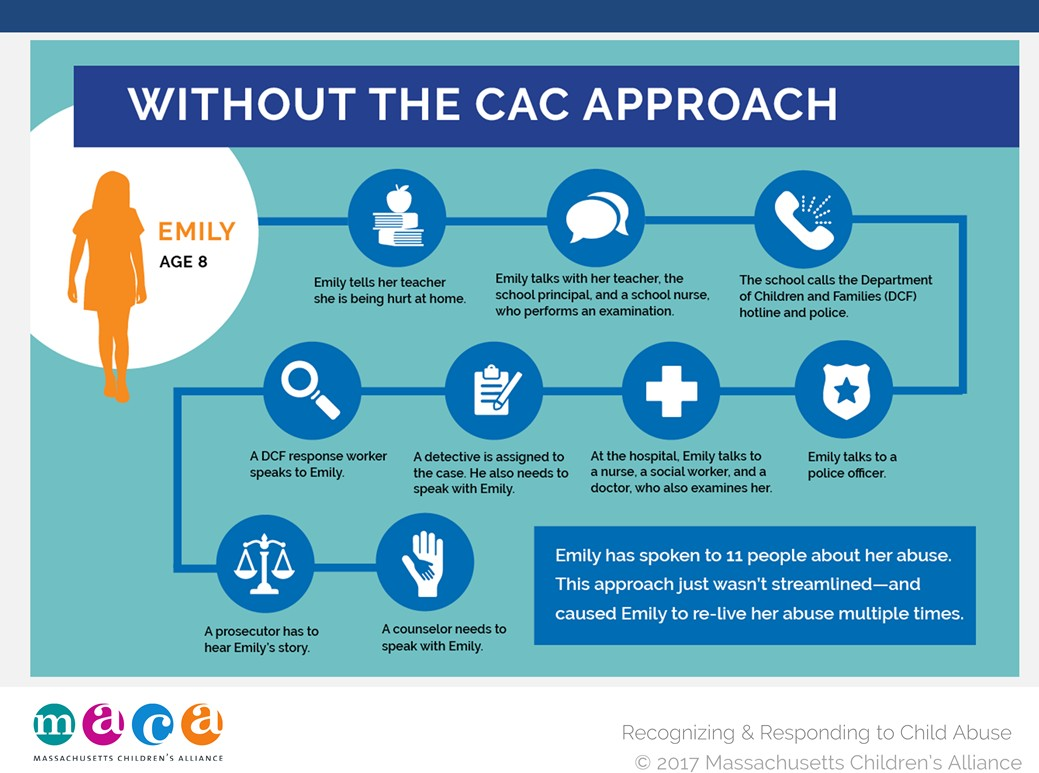 WITHOUT THE CAC APPROACH
EMILY
AGE 8
Emily tells her teacher
she is being hurt at home.
Emily talks with her teacher, the
school principal, and a school nurse,
who performs an examination.
The school calls the Department
of Children and Families (DCF)
hotline and police.
Emily talks to a
police officer.
At the hospital, Emily talks to
a nurse, a social worker, and a
doctor, who also examines her.
A detective is assigned to
the case. He also needs to
speak with Emily.
A DCF response worker
speaks to Emily.
A prosecutor has to
hear Emily's story.
A counselor needs to
speak with Emily.
Emily has spoken to 11 people about her abuse.
This approach just wasn't streamlined—and
caused Emily to re-live her abuse multiple times.
maca
MASSACHUSETTS CHILDREN'S ALLIANCE
Recognizing & Responding to Child Abuse
© 2017 Massachusetts Children's Alliance